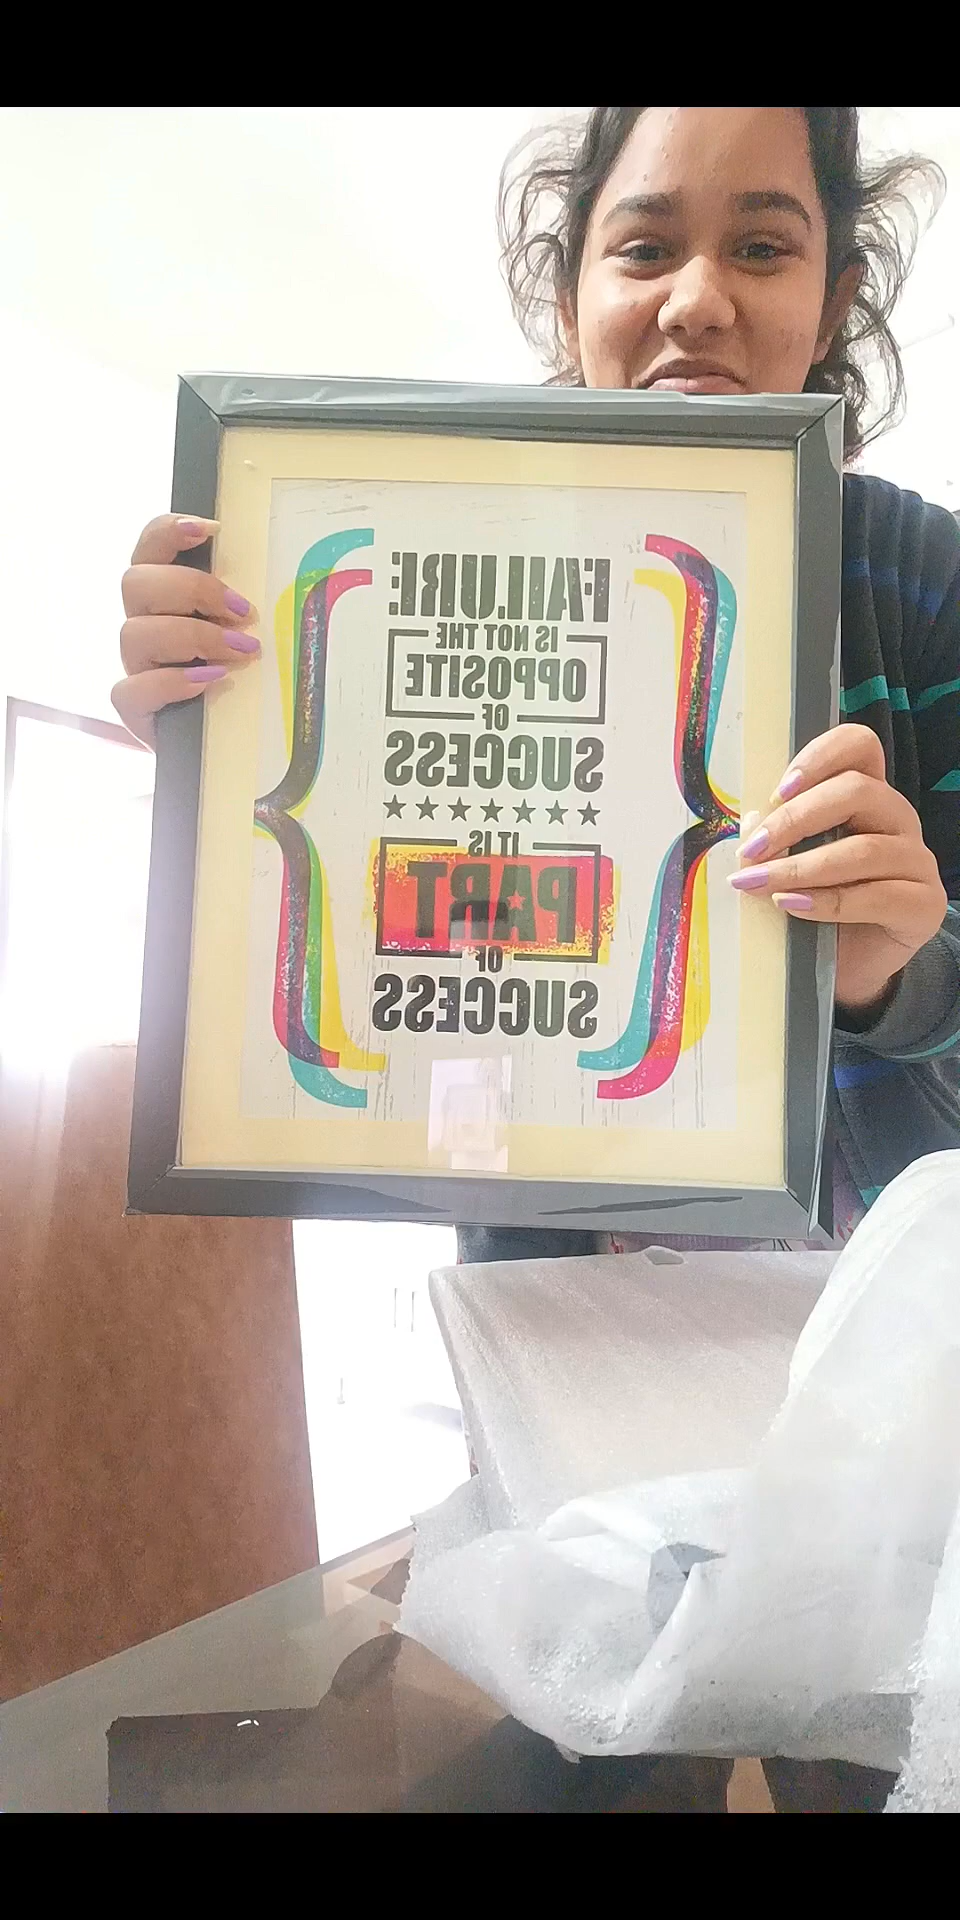 FAILURE
IS NOT THE
OPPOSITE
OF
SUCCESS
IT IS
PART
OF
SUCCESS